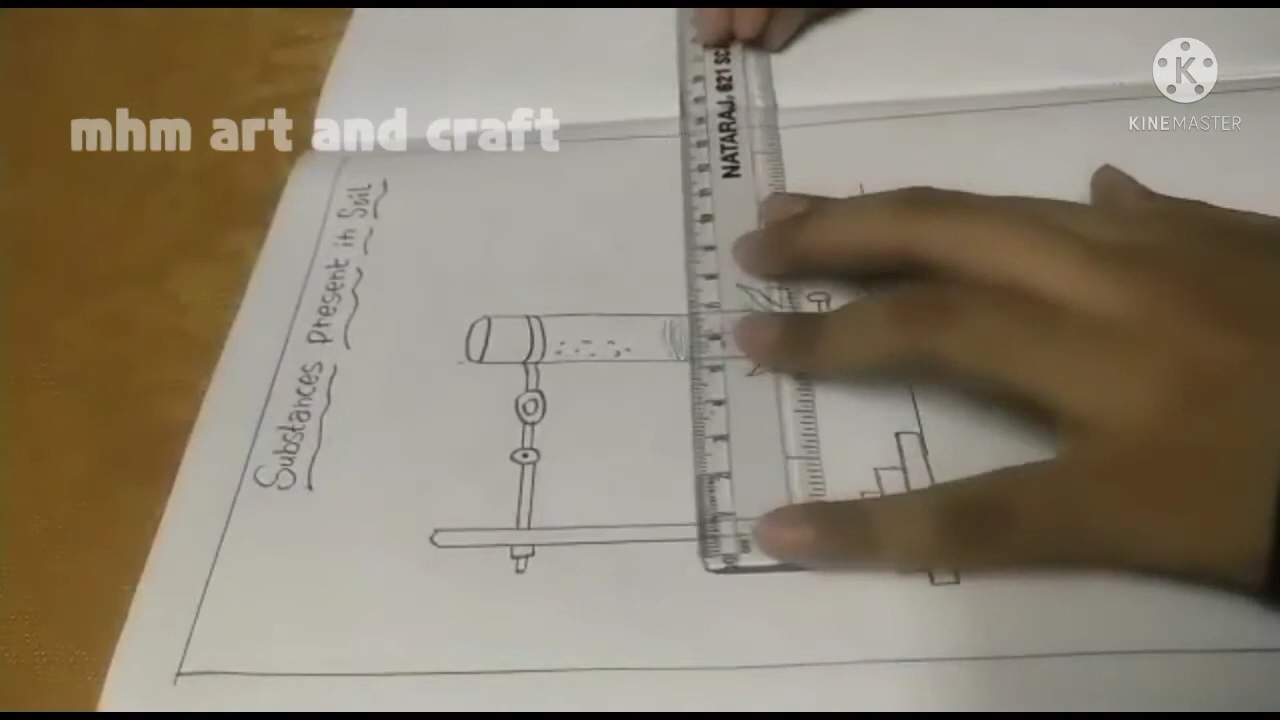 mhm art and craft
K
KINEMASTER
NATARAJ. 621 SC
Substances Present in Soil